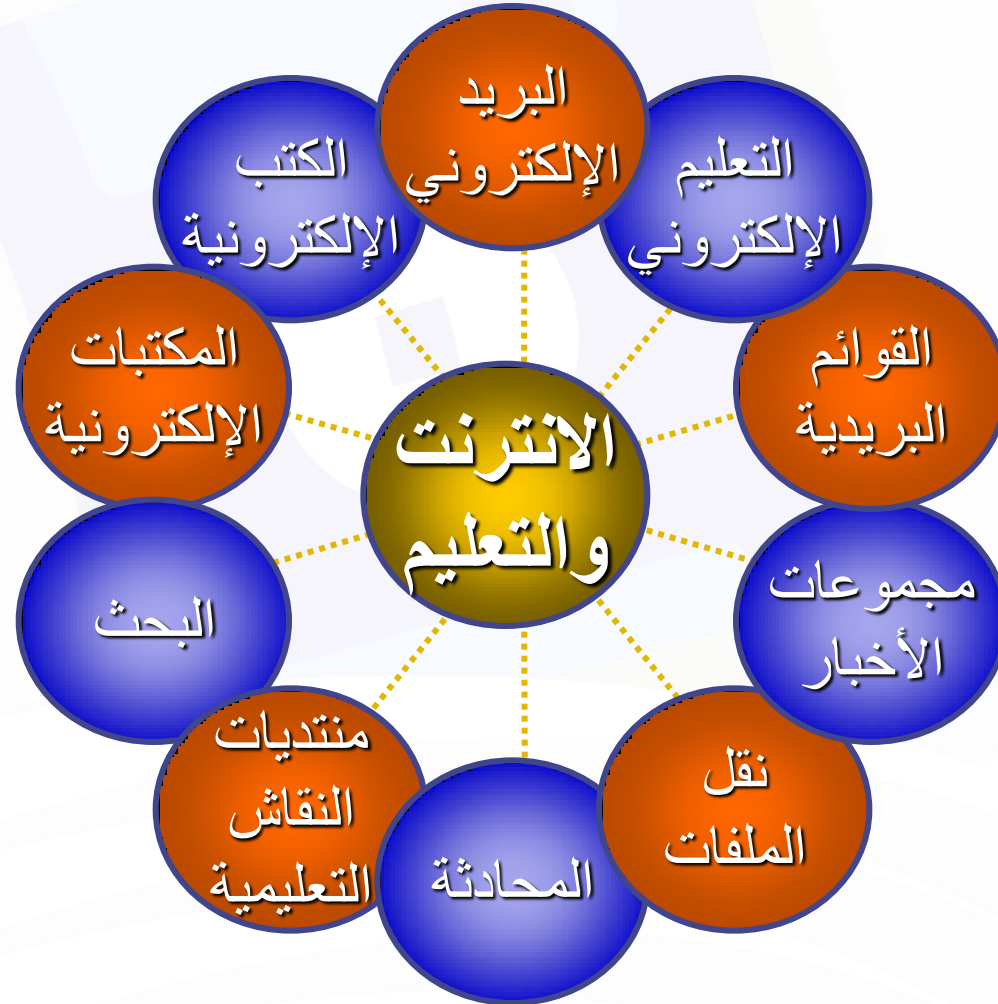 البريد
الإلكتروني
التعليم
الإلكتروني
القوائم
البريدية
مجموعات
الأخبار
نقل
الملفات
المحادثة
منتديات
النقاش
التعليمية
البحث
المكتبات
الإلكترونية
الكتب
الإلكترونية
الانترنت
والتعليم